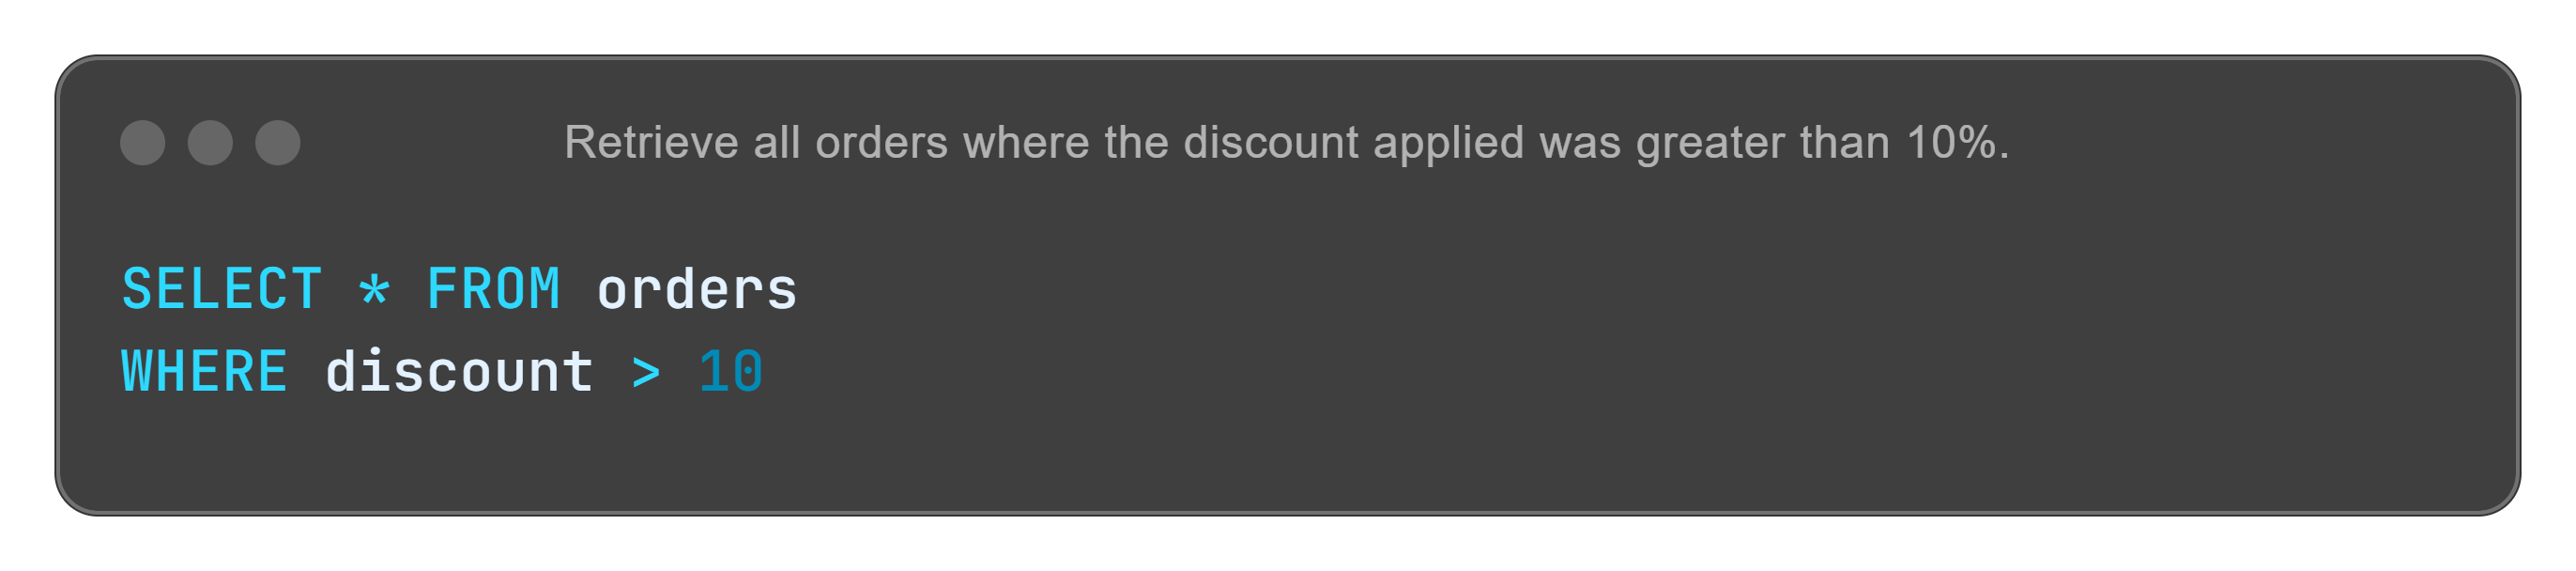 Retrieve all orders where the discount applied was greater than 10%.
SELECT * FROM orders
WHERE discount > 10